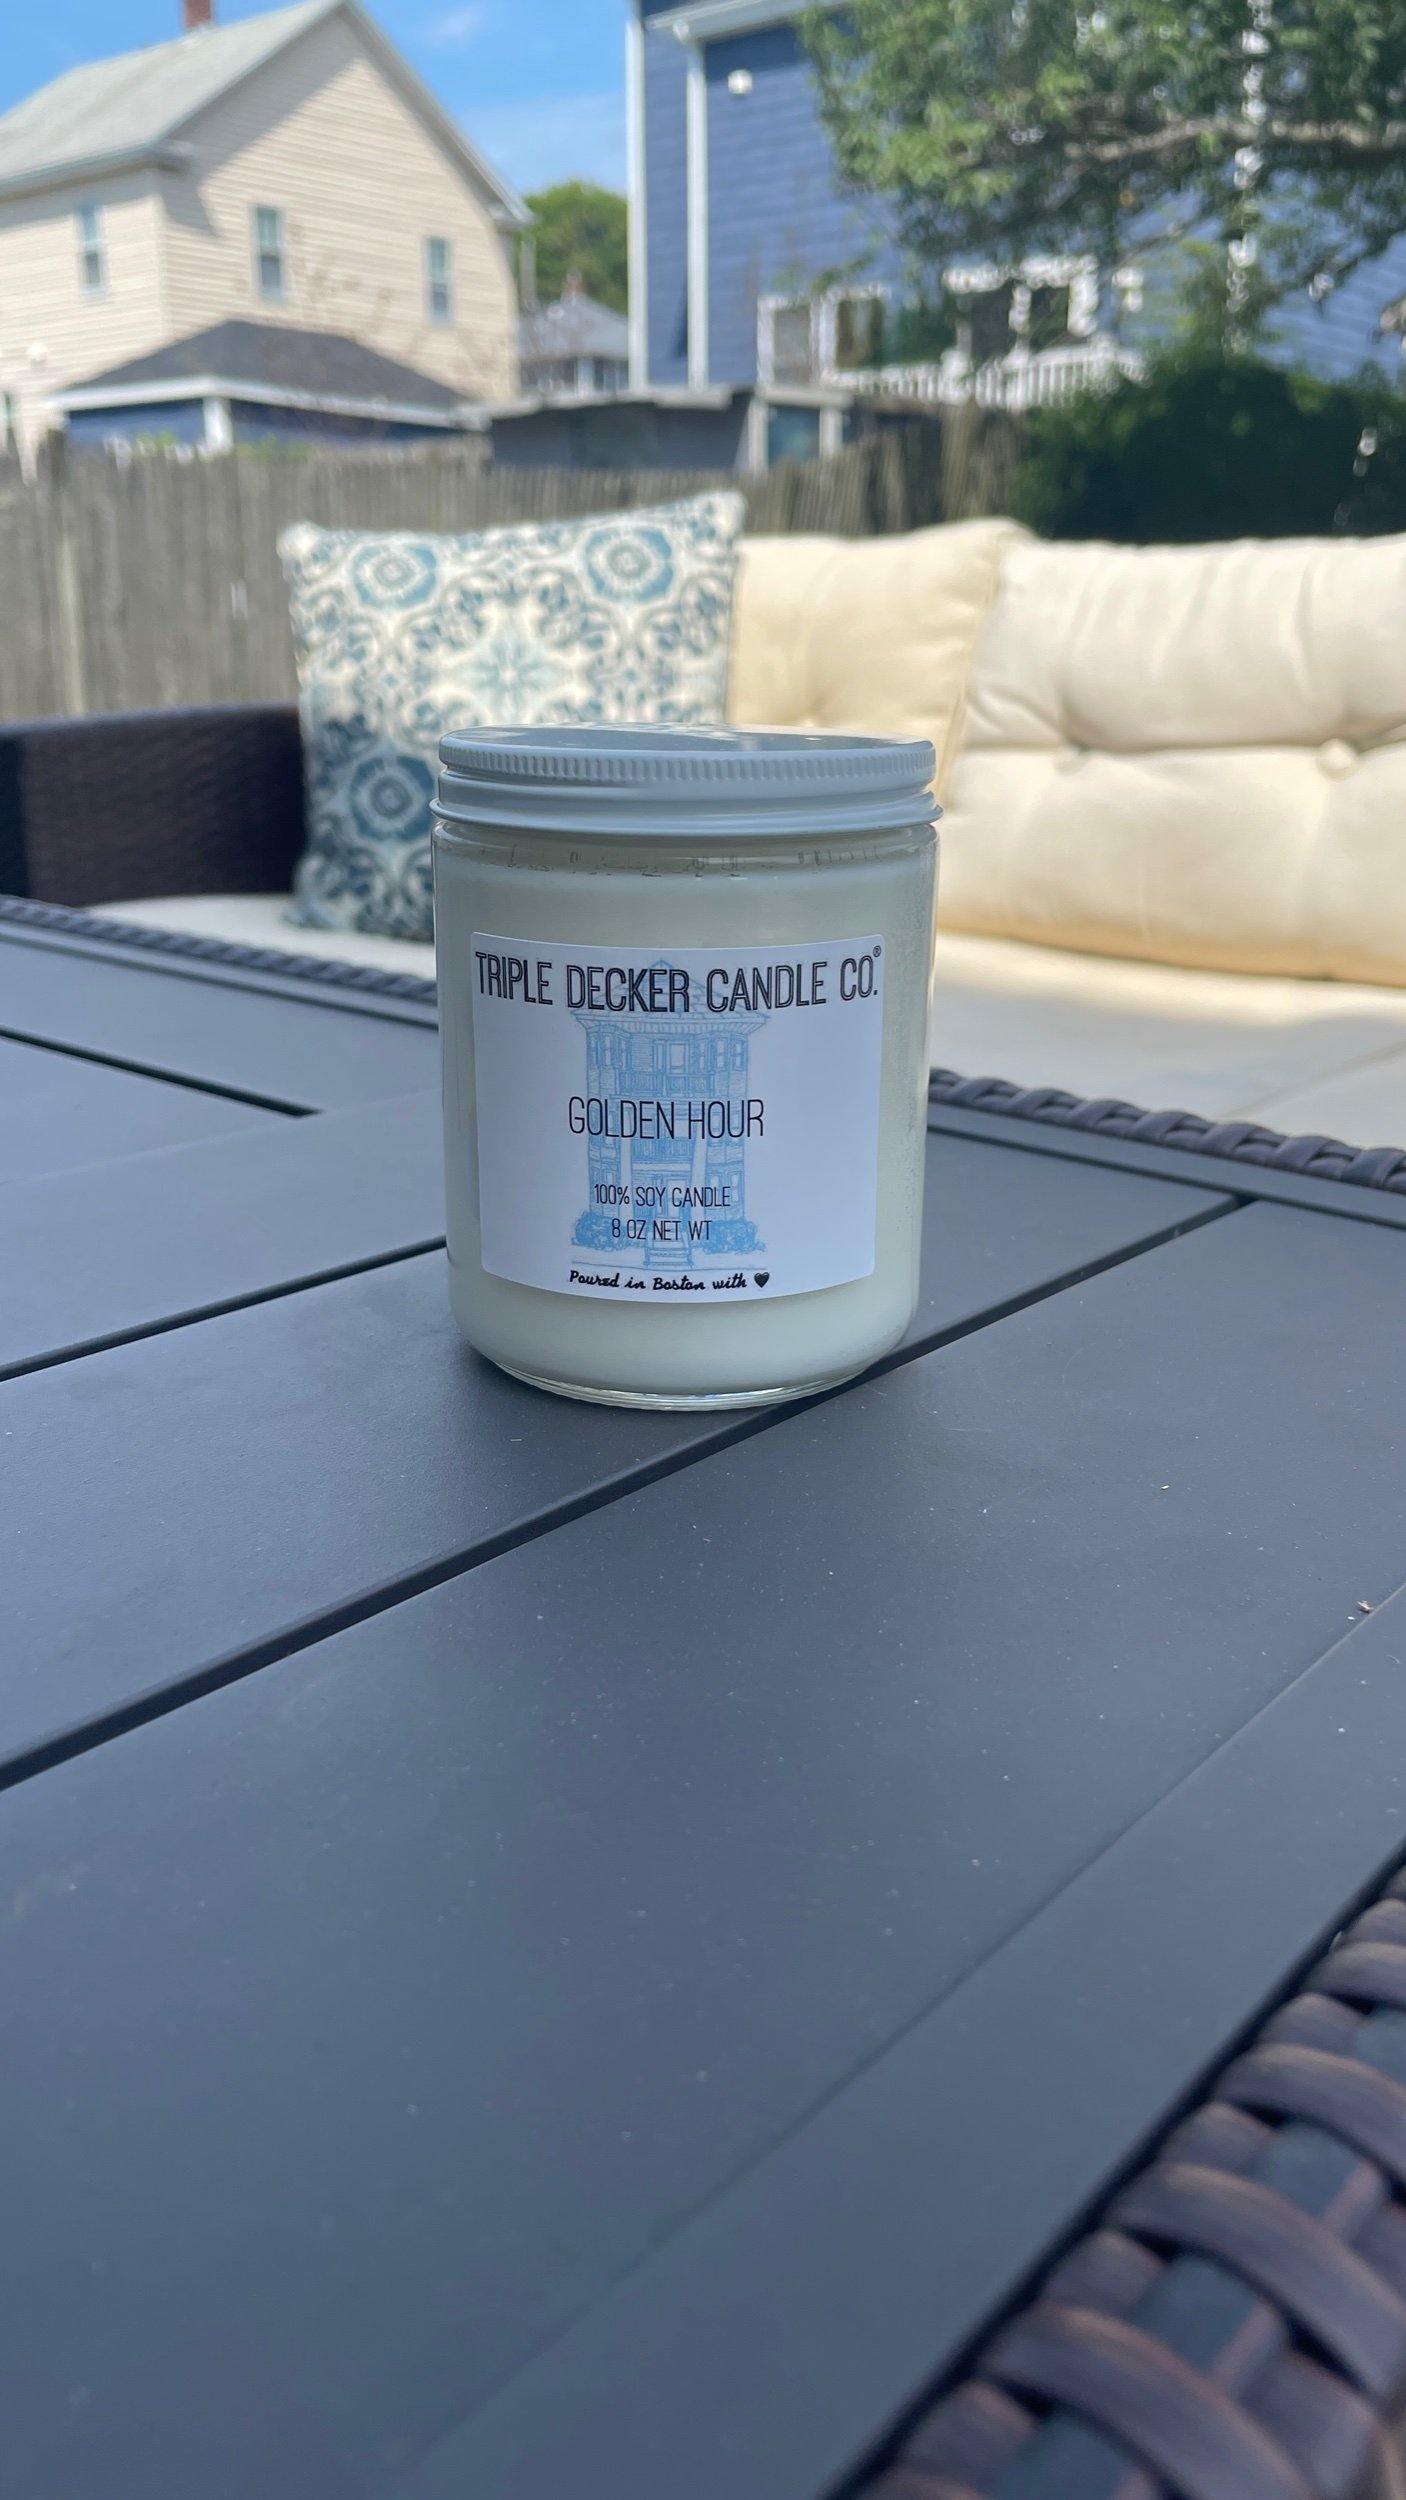 TRIPLE DECKER CANDLE CO.®
GOLDEN HOUR
100% SOY CANDLE
8 OZ NET WT
Poured in Boston with 🖤